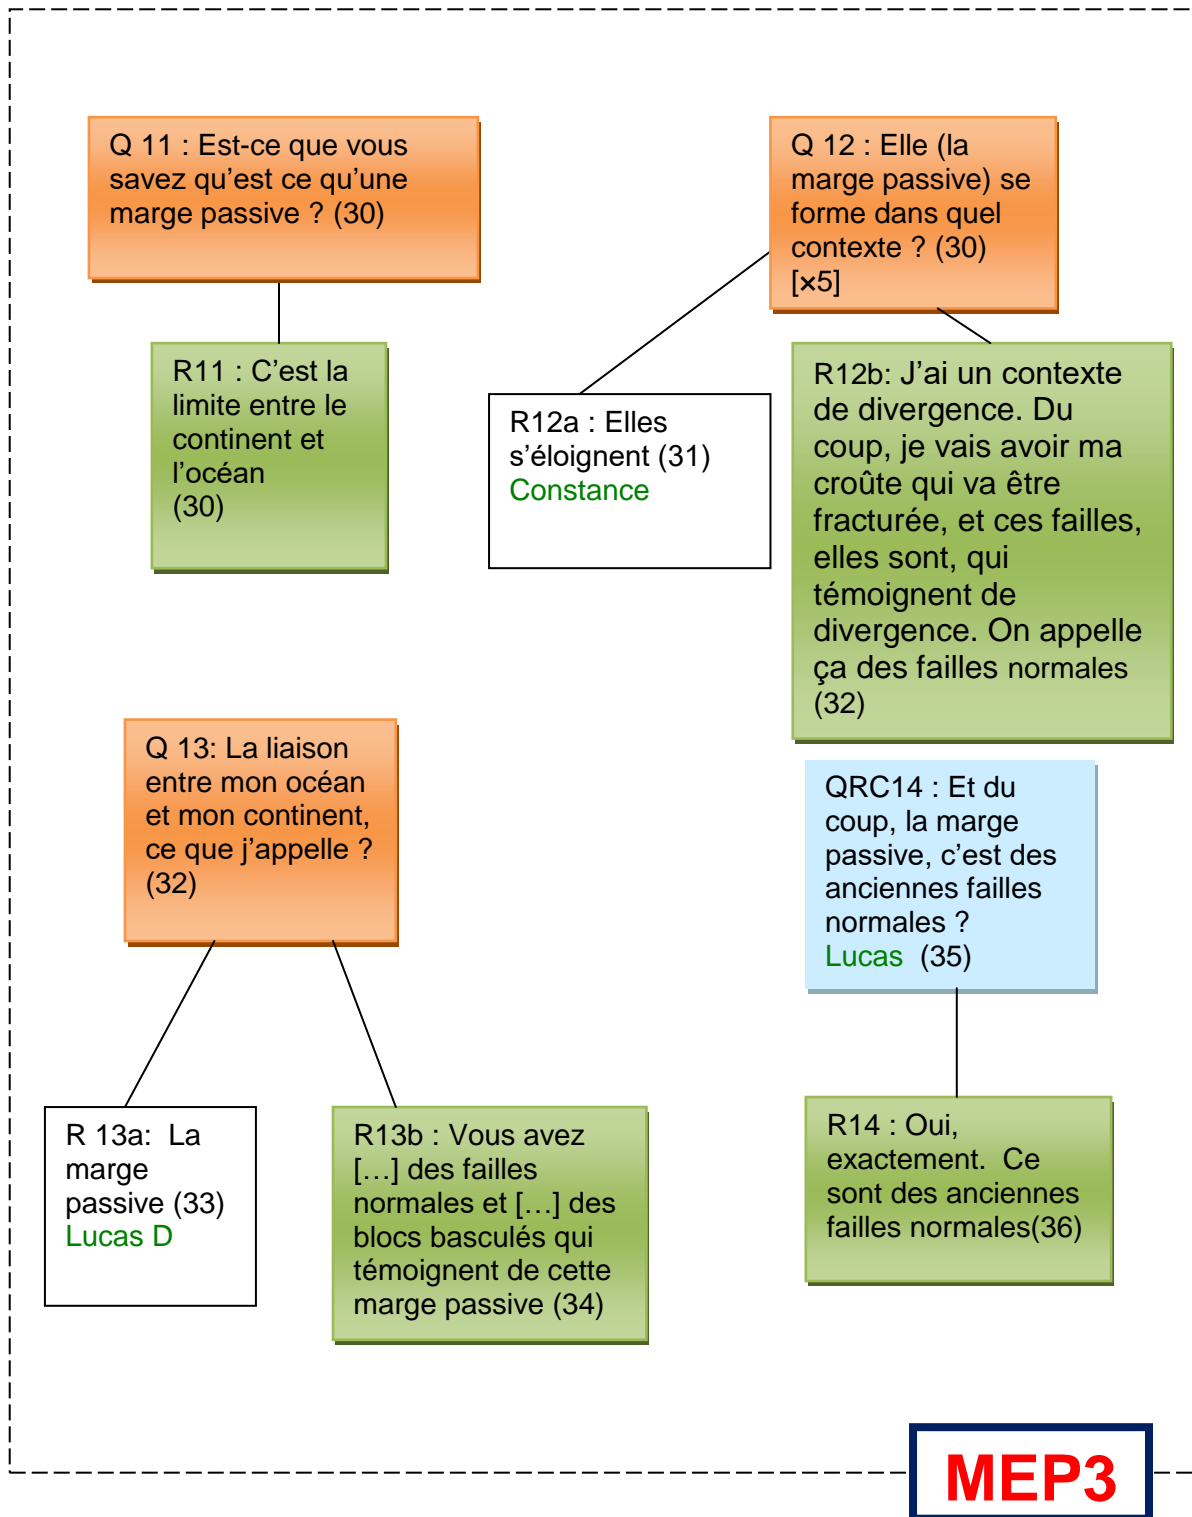 Q 11 : Est-ce que vous
savez qu’est ce qu’une
marge passive ? (30)
R11 : C’est la
limite entre le
continent et
l’océan
(30)
Q 12 : Elle (la
marge passive) se
forme dans quel
contexte ? (30)
[×5]
R12a : Elles
s’éloignent (31)
Constance
R12b: J’ai un contexte
de divergence. Du
coup, je vais avoir ma
croûte qui va être
fracturée, et ces failles,
elles sont, qui
témoignent de
divergence. On appelle
ça des failles normales
(32)
Q 13: La liaison
entre mon océan
et mon continent,
ce que j’appelle ?
(32)
R 13a:  La
marge
passive (33)
Lucas D
R13b : Vous avez
[…] des failles
normales et […] des
blocs basculés qui
témoignent de cette
marge passive (34)
QRC14 : Et du
coup, la marge
passive, c’est des
anciennes failles
normales ?
Lucas  (35)
R14 : Oui,
exactement.  Ce
sont des anciennes
failles normales(36)
MEP3